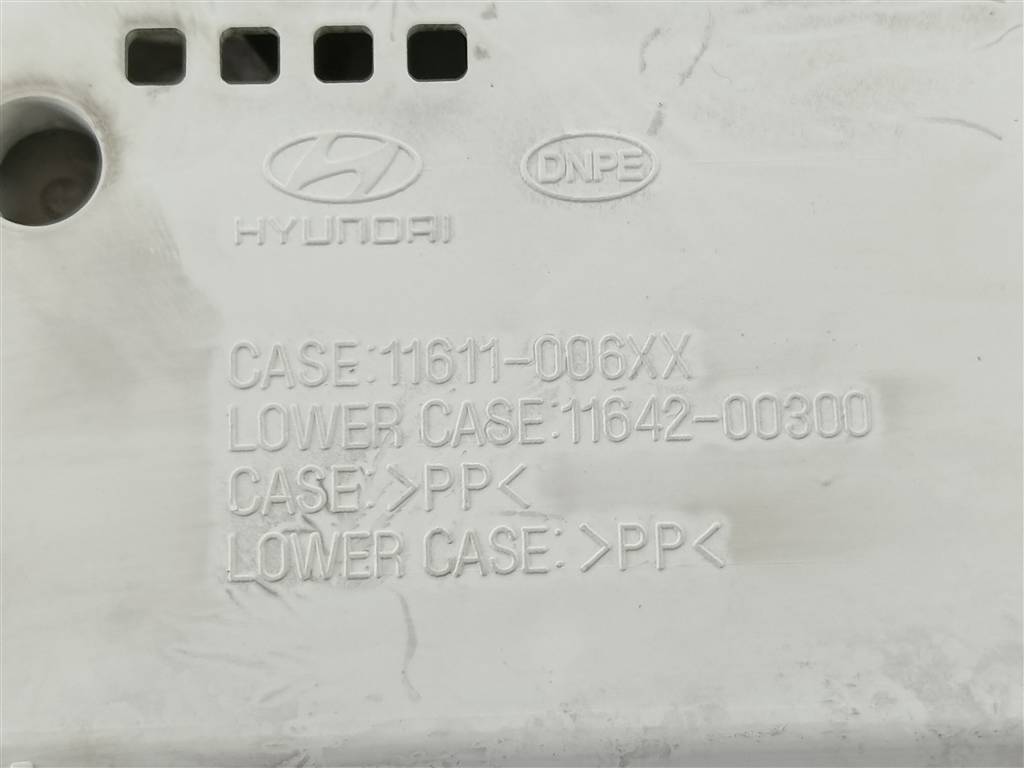 HYUNDAI
DNPE
CASE:11611-006XX
LOWER CASE:11642-00300
CASE:>PP<
LOWER CASE:>PP<